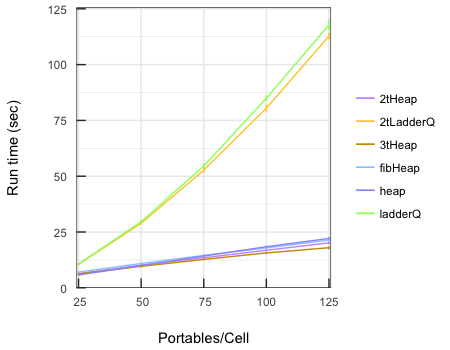 125
100
75
50
25
0
Run time (sec)
25 50 75 100 125
Portables/Cell
2tHeap
2tLadderQ
3tHeap
fibHeap
heap
ladderQ